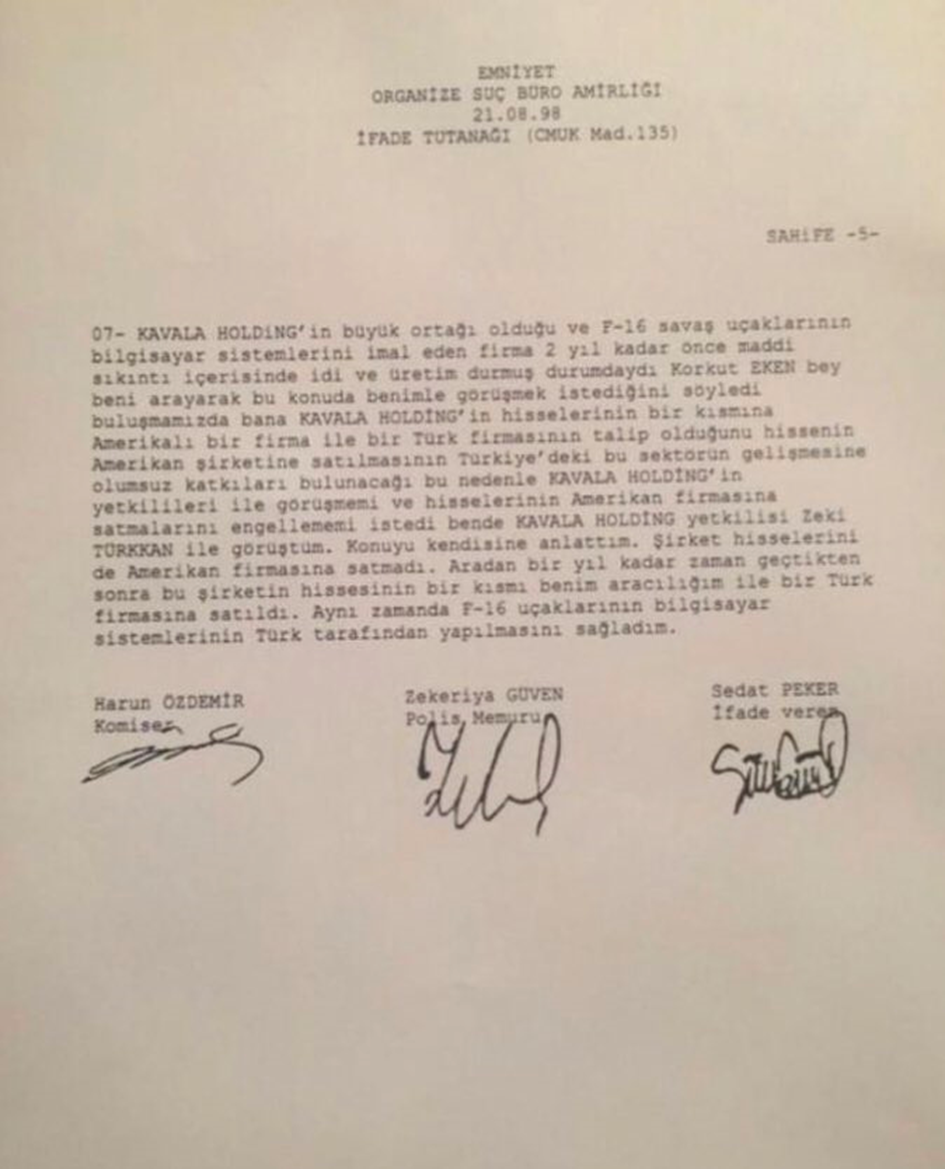 EMNİYET
ORGANİZE SUÇ BÜRO AMİRLİĞİ
21.08.98
İFADE TUTANAĞI (CMUK Mad.135)
SAHİFE -5-
07- KAVALA HOLDİNG'in büyük ortağı olduğu ve F-16 savaş uçaklarının
bilgisayar sistemlerini imal eden firma 2 yıl kadar önce maddi
sıkıntı içerisinde idi ve üretim durmuş durumdaydı Korkut EKEN bey
beni arayarak bu konuda benimle görüşmek istediğini söyledi
buluşmamızda bana KAVALA HOLDİNG'in hisselerinin bir kısmına
Amerikalı bir firma ile bir Türk firmasının talip olduğunu hissenin
Amerikan şirketine satılmasının Türkiye'deki bu sektörün gelişmesine
olumsuz katkıları bulunacağı bu nedenle KAVALA HOLDİNG'in
yetkilileri ile görüşmemi ve hisselerinin Amerikan firmasına
satmalarını engellememi istedi bende KAVALA HOLDİNG yetkilisi Zeki
TÜRKKAN ile görüştüm. Konuyu kendisine anlattım. Şirket hisselerini
de Amerikan firmasına satmadı. Aradan bir yıl kadar zaman geçtikten
sonra bu şirketin hissesinin bir kısmı benim aracılığım ile bir Türk
firmasına satıldı. Aynı zamanda F-16 uçaklarının bilgisayar
sistemlerinin Türk tarafından yapılmasını sağladım.
Harun ÖZDEMİR Zekeriya GÜVEN Sedat PEKER
Komiser Polis Memuru İfade veren